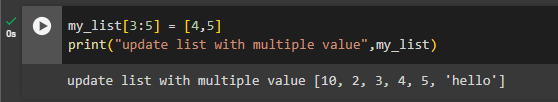 my_list[3:5] = [4,5]
0s
print("update list with multiple value",my_list)
update list with multiple value [10, 2, 3, 4, 5, 'hello']